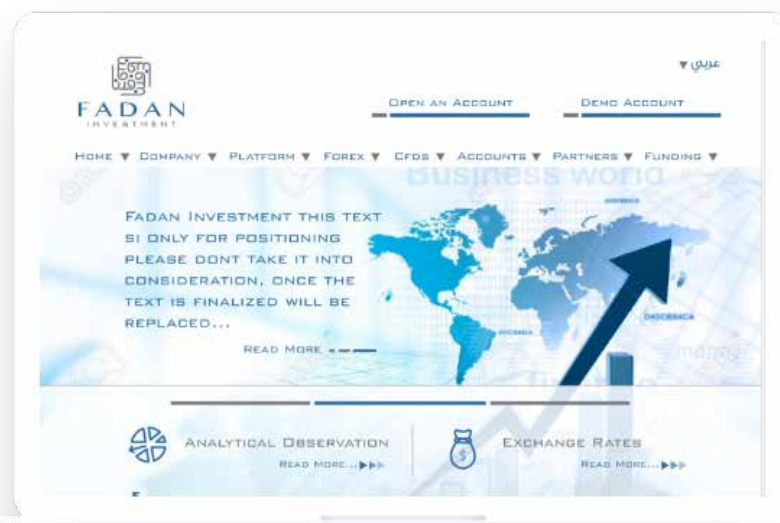 عربي ▼
FADAN
INVESTMENT
OPEN AN ACCOUNT
DEMO ACCOUNT
HOME ▼ COMPANY ▼ PLATFORM ▼ FOREX ▼ CFDS ▼ ACCOUNTS ▼ PARTNERS ▼ FUNDING ▼
Business world
FADAN INVESTMENT THIS TEXT
SI ONLY FOR POSITIONING
PLEASE DONT TAKE IT INTO
CONSIDERATION, ONCE THE
TEXT IS FINALIZED WILL BE
REPLACED...
READ MORE
ANALYTICAL OBSERVATION
READ MORE...
EXCHANGE RATES
READ MORE...